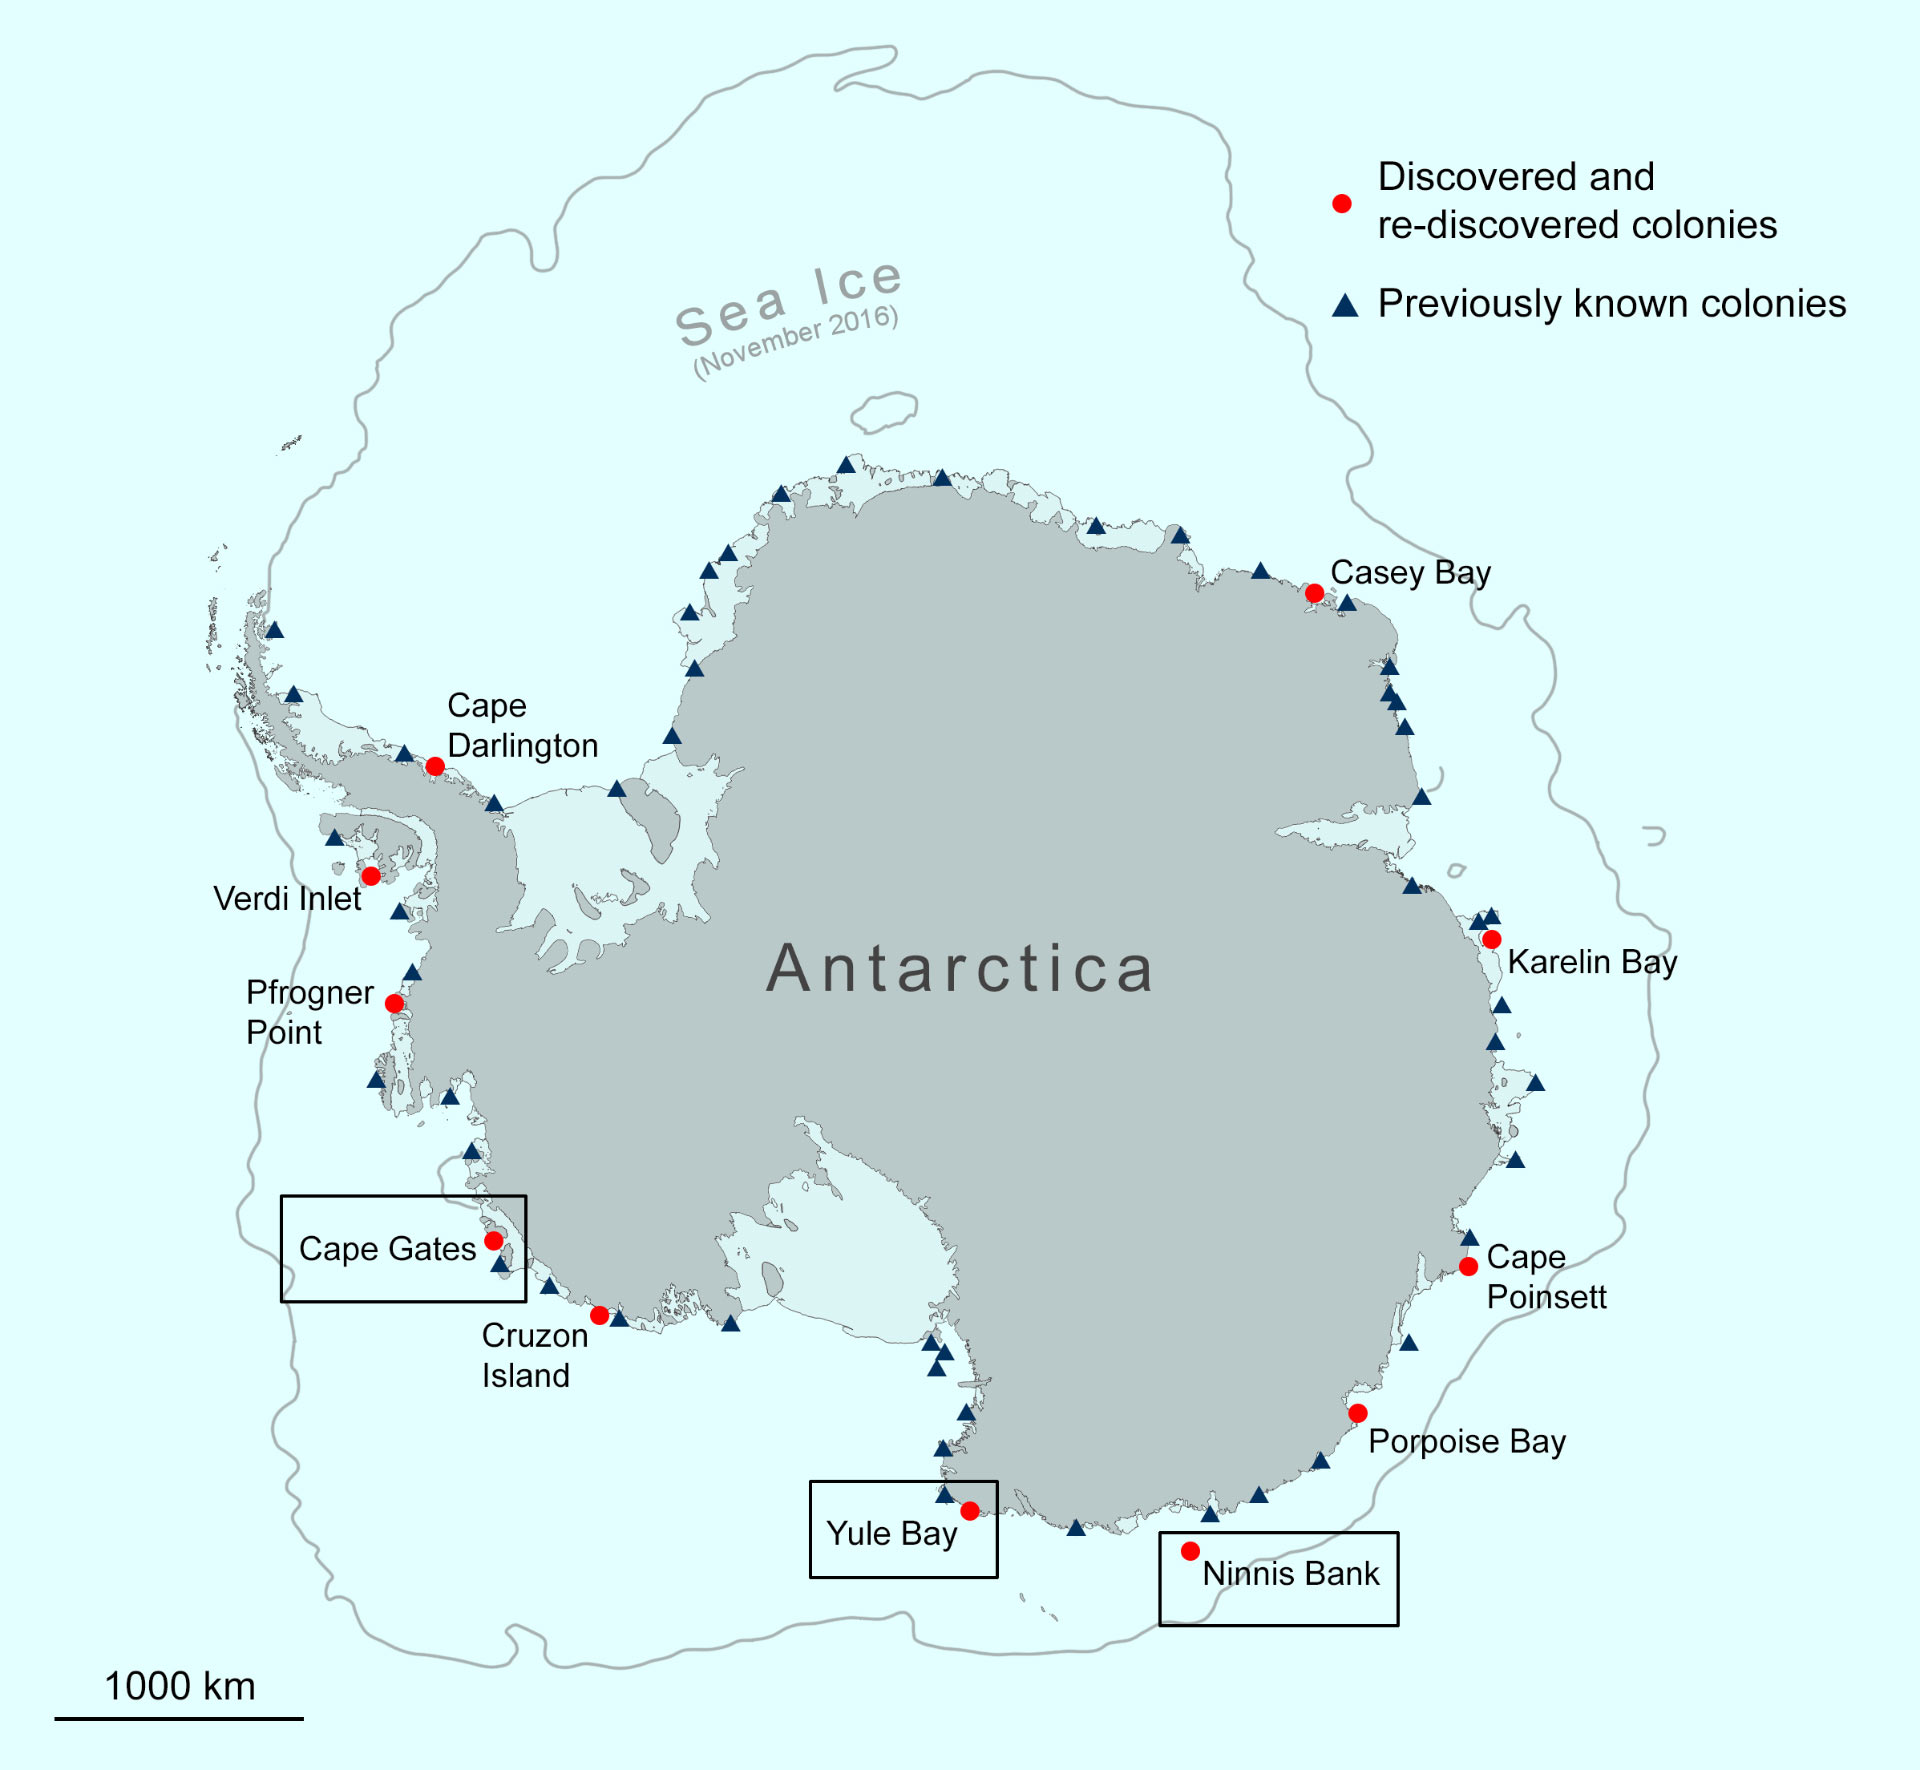 Discovered and
re-discovered colonies
Previously known colonies
Sea Ice
(November 2016)
Casey Bay
Cape
Darlington
Verdi Inlet
Antarctica
Karelin Bay
Pfrogner
Point
Cape Gates
Cape
Poinsett
Cruzon
Island
Porpoise Bay
Yule Bay
Ninnis Bank
1000 km